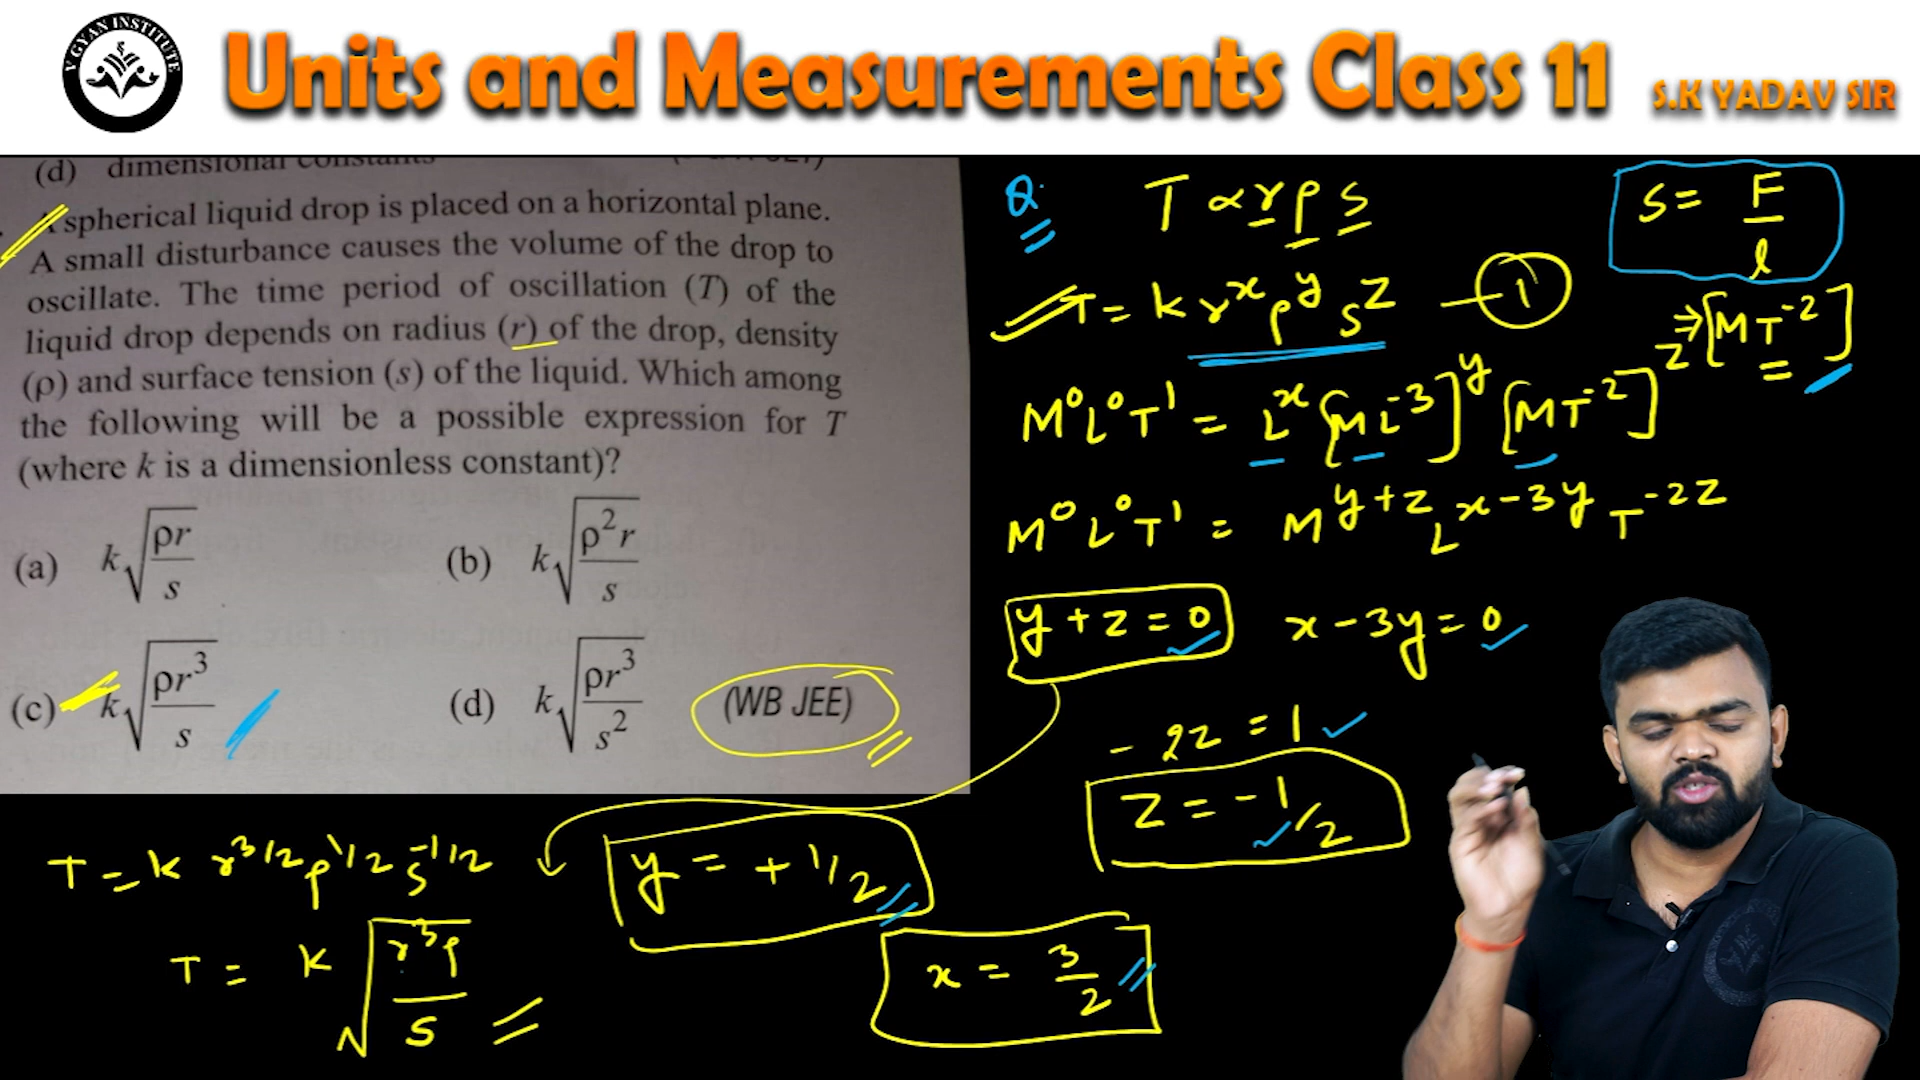 V GYAN INSTITUTE
Units and Measurements Class 11
S.K YADAV SIR
(d) dimensional constants
spherical liquid drop is placed on a horizontal plane.
A small disturbance causes the volume of the drop to
oscillate. The time period of oscillation (T) of the
liquid drop depends on radius (r) of the drop, density
(ρ) and surface tension (s) of the liquid. Which among
the following will be a possible expression for T
(where k is a dimensionless constant)?
(a) k√(ρr/s) (b) k√(ρ²r/s)
(c) k√(ρr³/s) (d) k√(ρr³/s²) (WB JEE)
Q. T ∝ r ρ s
S = F/l
T = k r^x ρ^y s^z — 1
⇒ [MT⁻²]
M⁰L⁰T¹ = L^x [ML⁻³]^y [MT⁻²]^z
M⁰L⁰T¹ = M^(y+z) L^(x-3y) T^(-2z)
y + z = 0 x - 3y = 0
- 2z = 1
z = -1/2
y = + 1/2
x = 3/2
T = k r^(3/2) ρ^(1/2) s^(-1/2)
T = k √(r³ρ/s)